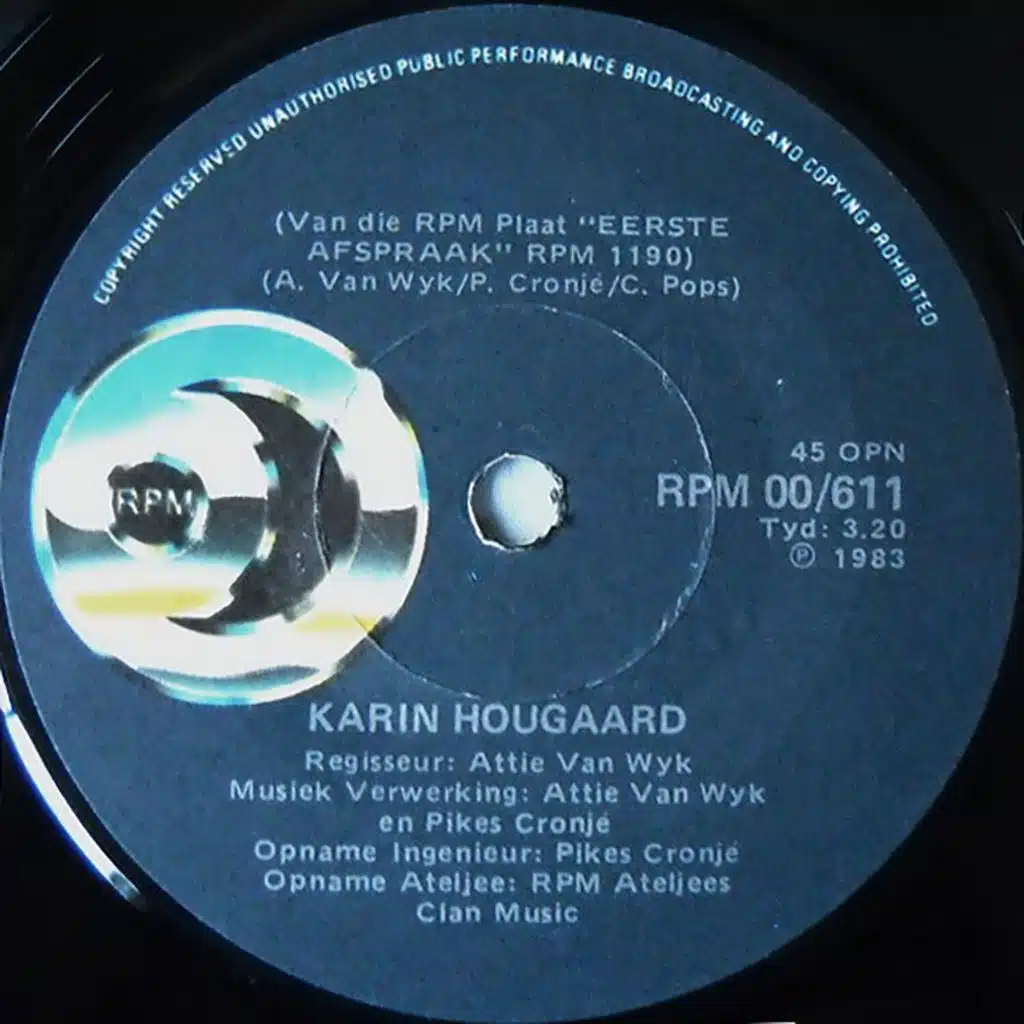 COPYRIGHT RESERVED UNAUTHORISED PUBLIC PERFORMANCE BROADCASTING AND COPYING PROHIBITED
(Van die RPM Plaat "EERSTE
AFSPRAAK" RPM 1190)
(A. Van Wyk/P. Cronjé/C. Pops)
RPM
45 OPN
RPM 00/611
Tyd: 3.20
℗ 1983
KARIN HOUGAARD
Regisseur: Attie Van Wyk
Musiek Verwerking: Attie Van Wyk
en Pikes Cronjé
Opname Ingenieur: Pikes Cronjé
Opname Ateljee: RPM Ateljees
Clan Music